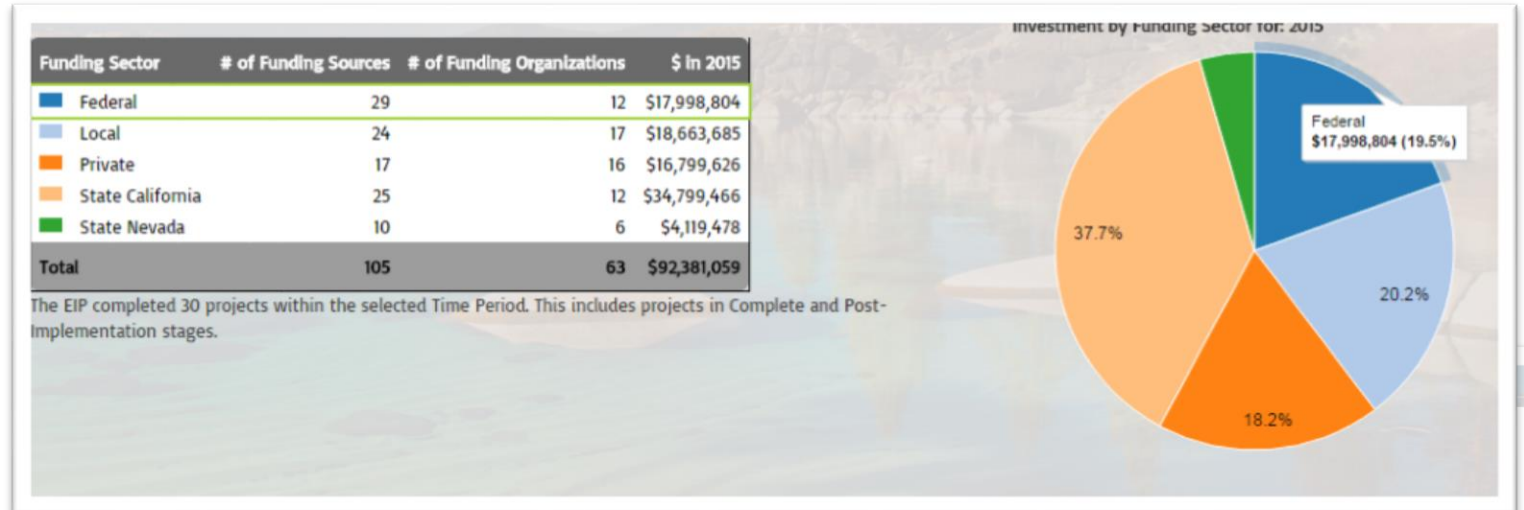 Investment by Funding Sector for: 2015
Funding Sector # of Funding Sources # of Funding Organizations $ in 2015
Federal 29 12 $17,998,804
Local 24 17 $18,663,685
Private 17 16 $16,799,626
State California 25 12 $34,799,466
State Nevada 10 6 $4,119,478
Total 105 63 $92,381,059
The EIP completed 30 projects within the selected Time Period. This includes projects in Complete and Post-
Implementation stages.
Federal
$17,998,804 (19.5%)
37.7%
20.2%
18.2%